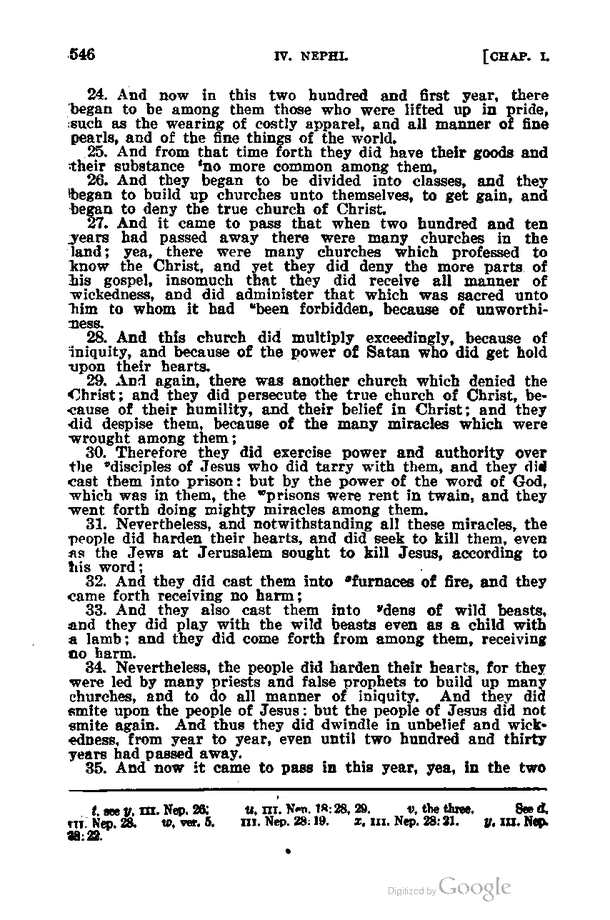 546 IV. NEPHI. [CHAP. I.
24. And now in this two hundred and first year, there
began to be among them those who were lifted up in pride,
such as the wearing of costly apparel, and all manner of fine
pearls, and of the fine things of the world.
25. And from that time forth they did have their goods and
their substance ᵗno more common among them,
26. And they began to be divided into classes, and they
began to build up churches unto themselves, to get gain, and
began to deny the true church of Christ.
27. And it came to pass that when two hundred and ten
years had passed away there were many churches in the
land; yea, there were many churches which professed to
know the Christ, and yet they did deny the more parts of
his gospel, insomuch that they did receive all manner of
wickedness, and did administer that which was sacred unto
him to whom it had ᵘbeen forbidden, because of unworthi-
ness.
28. And this church did multiply exceedingly, because of
iniquity, and because of the power of Satan who did get hold
upon their hearts.
29. And again, there was another church which denied the
Christ; and they did persecute the true church of Christ, be-
cause of their humility, and their belief in Christ; and they
did despise them, because of the many miracles which were
wrought among them;
30. Therefore they did exercise power and authority over
the ᵛdisciples of Jesus who did tarry with them, and they did
cast them into prison: but by the power of the word of God,
which was in them, the ʷprisons were rent in twain, and they
went forth doing mighty miracles among them.
31. Nevertheless, and notwithstanding all these miracles, the
people did harden their hearts, and did seek to kill them, even
as the Jews at Jerusalem sought to kill Jesus, according to
his word;
32. And they did cast them into ˣfurnaces of fire, and they
came forth receiving no harm;
33. And they also cast them into ʸdens of wild beasts,
and they did play with the wild beasts even as a child with
a lamb; and they did come forth from among them, receiving
no harm.
34. Nevertheless, the people did harden their hearts, for they
were led by many priests and false prophets to build up many
churches, and to do all manner of iniquity. And they did
smite upon the people of Jesus: but the people of Jesus did not
smite again. And thus they did dwindle in unbelief and wick-
edness, from year to year, even until two hundred and thirty
years had passed away.
35. And now it came to pass in this year, yea, in the two
t, see y, III. Nep. 26; u, III. Nep. 18:28, 29. v, the three. See d,
III. Nep. 28. w, ver. 5. III. Nep. 28:19. x, III. Nep. 28:21. y, III. Nep.
28:22.
Digitized by Google